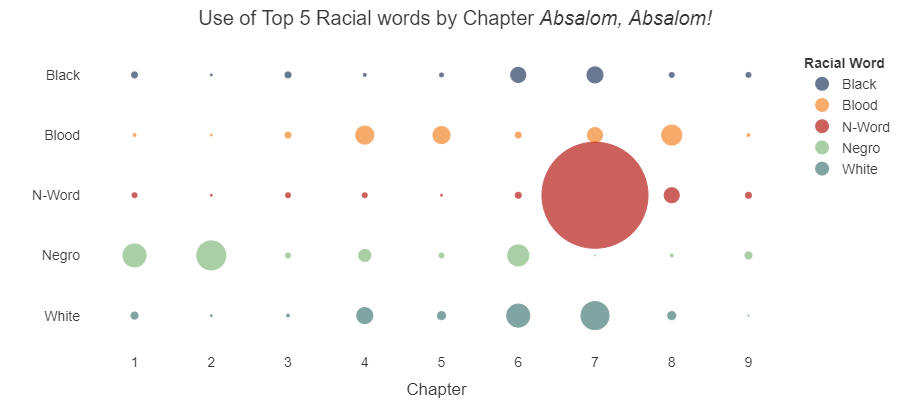 Use of Top 5 Racial words by Chapter Absalom, Absalom!
Racial Word
Black
Blood
N-Word
Negro
White
Black
Blood
N-Word
Negro
White
1 2 3 4 5 6 7 8 9
Chapter